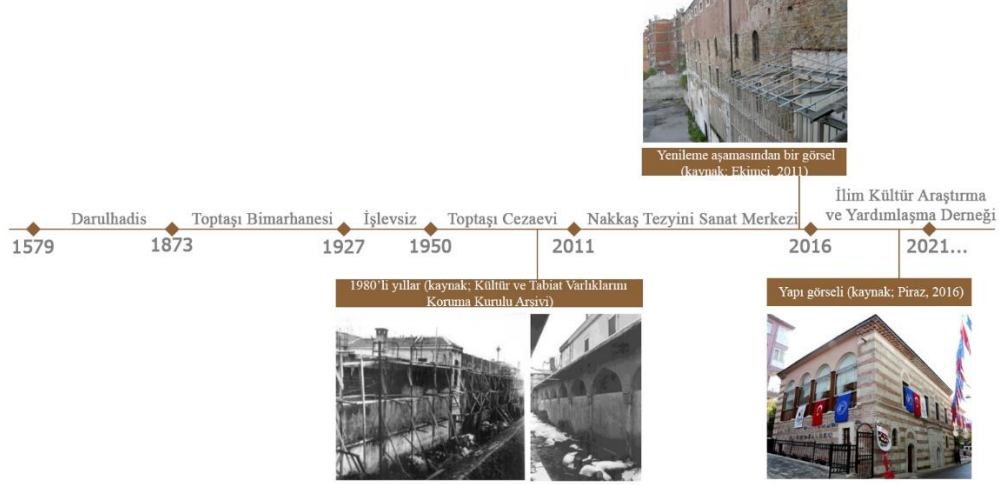 Yenileme aşamasından bir görsel
(kaynak; Ekimci, 2011)
Darulhadis
Toptaşı Bimarhanesi
İşlevsiz
Toptaşı Cezaevi
Nakkaş Tezyini Sanat Merkezi
İlim Kültür Araştırma
ve Yardımlaşma Derneği
1579
1873
1927
1950
2011
2016
2021...
1980'li yıllar (kaynak; Kültür ve Tabiat Varlıklarını
Koruma Kurulu Arşivi)
Yapı görseli (kaynak; Piraz, 2016)